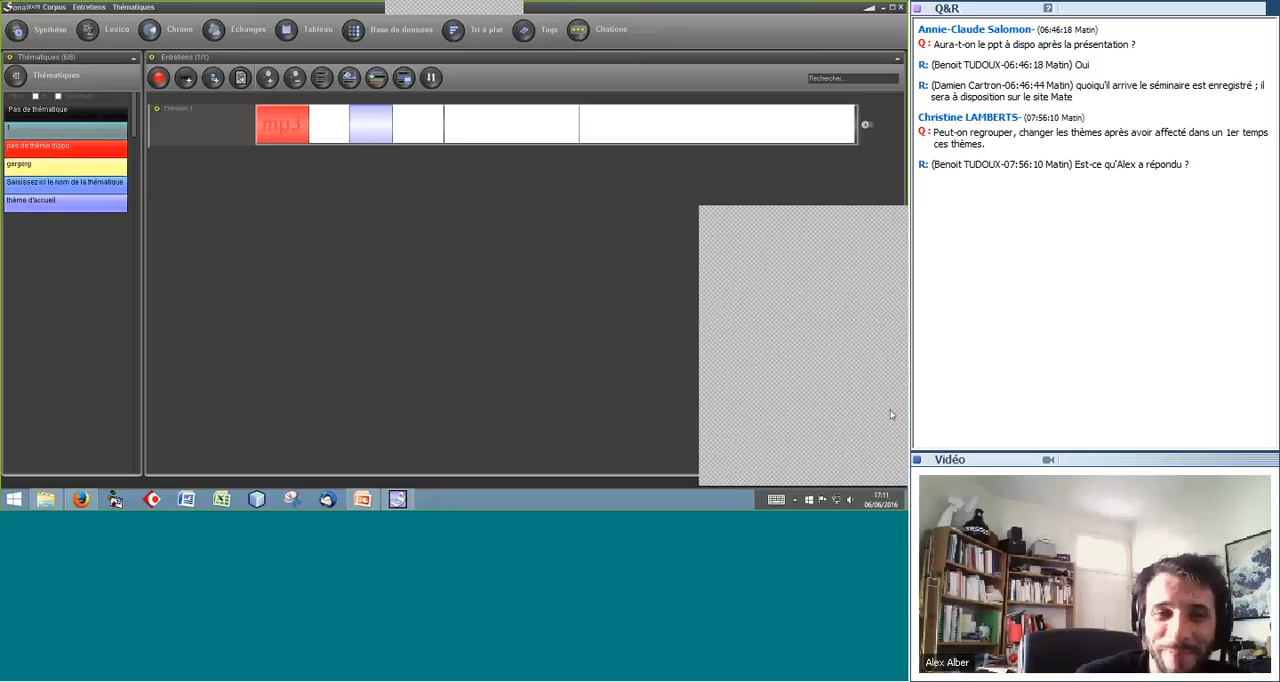 Sonal Corpus Entretiens Thématiques
Synthèse Lexico Chrono Echanges Tableau Base de données Tri à plat Tags Citations
Thématiques (6/6)
Thématiques
Pas de thématique
1
pas de thème dispo
gergerg
Saisissez ici le nom de la thématique
thème d'accueil
Entretiens (1/1)
Rechercher...
Entretien 1
mp3
17:11
06/06/2016
Q&R
Annie-Claude Salomon- (06:46:18 Matin)
Q : Aura-t-on le ppt à dispo après la présentation ?
R: (Benoit TUDOUX-06:46:18 Matin) Oui
R: (Damien Cartron-06:46:44 Matin) quoiqu'il arrive le séminaire est enregistré ; il
sera à disposition sur le site Mate
Christine LAMBERTS- (07:56:10 Matin)
Q : Peut-on regrouper, changer les thèmes après avoir affecté dans un 1er temps
ces thèmes.
R: (Benoit TUDOUX-07:56:10 Matin) Est-ce qu'Alex a répondu ?
Vidéo
Alex Alber